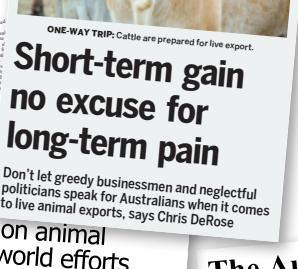 ONE-WAY TRIP: Cattle are prepared for live export.
Short-term gain
no excuse for
long-term pain
Don't let greedy businessmen and neglectful
politicians speak for Australians when it comes
to live animal exports, says Chris DeRose
on animal
world efforts
The